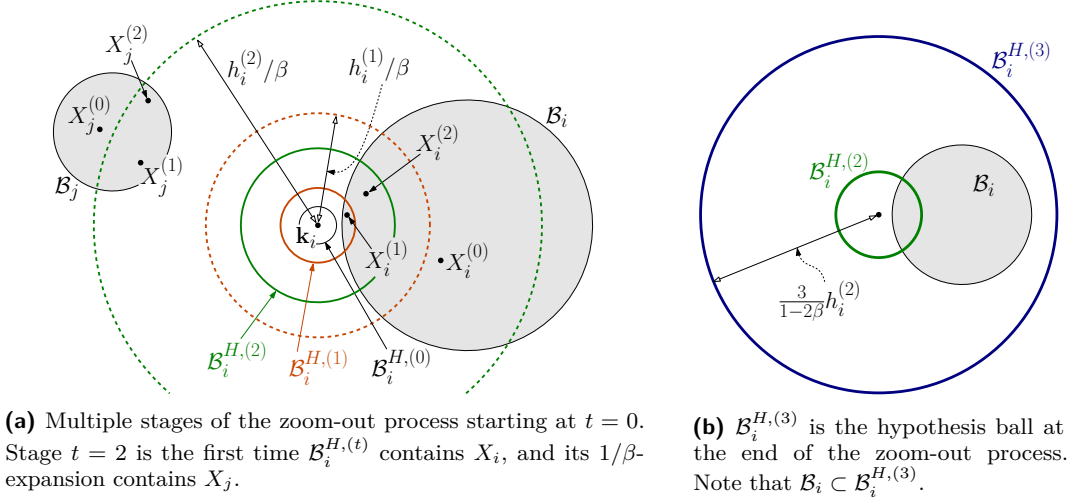 X_j^{(2)}
h_i^{(2)}/β
h_i^{(1)}/β
B_i
X_j^{(0)}
X_j^{(1)}
B_j
X_i^{(2)}
k_i
X_i^{(1)}
X_i^{(0)}
B_i^{H,(2)}
B_i^{H,(1)}
B_i^{H,(0)}
(a) Multiple stages of the zoom-out process starting at t = 0.
Stage t = 2 is the first time B_i^{H,(t)} contains X_i, and its 1/β-
expansion contains X_j.
B_i^{H,(3)}
B_i^{H,(2)}
B_i
3/(1−2β) h_i^{(2)}
(b) B_i^{H,(3)} is the hypothesis ball at
the end of the zoom-out process.
Note that B_i ⊂ B_i^{H,(3)}.